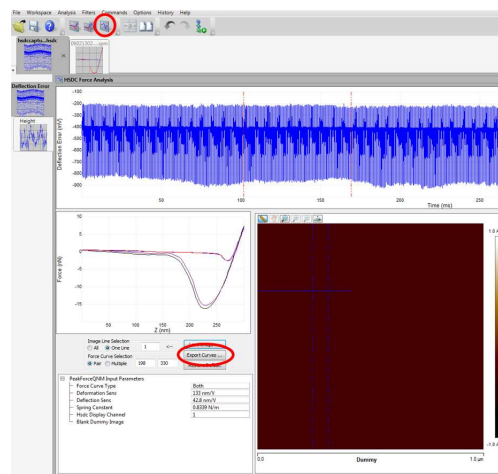 File Workspace Analysis Filters Commands Options History Help
hsdccaptu...hsdc
Deflection Error
Height
HSDC Force Analysis
Deflection Error (mV)
-100
-200
-300
-400
-500
-600
-700
-800
-900
50 100 150 200 250
Time (ms)
Force (nN)
10
5
0
-5
-10
-15
50 100 150 200 250
Z (nm)
Image Line Selection
All One Line 1 <--
Export Curves ...
Force Curve Selection
Pair Multiple 198 330
PeakForceQNM Input Parameters
Force Curve Type Both
Deformation Sens 133 nm/V
Deflection Sens 42.8 nm/V
Spring Constant 0.8339 N/m
Hsdc Display Channel 1
Blank Dummy Image
0.0 Dummy 1.0 µm